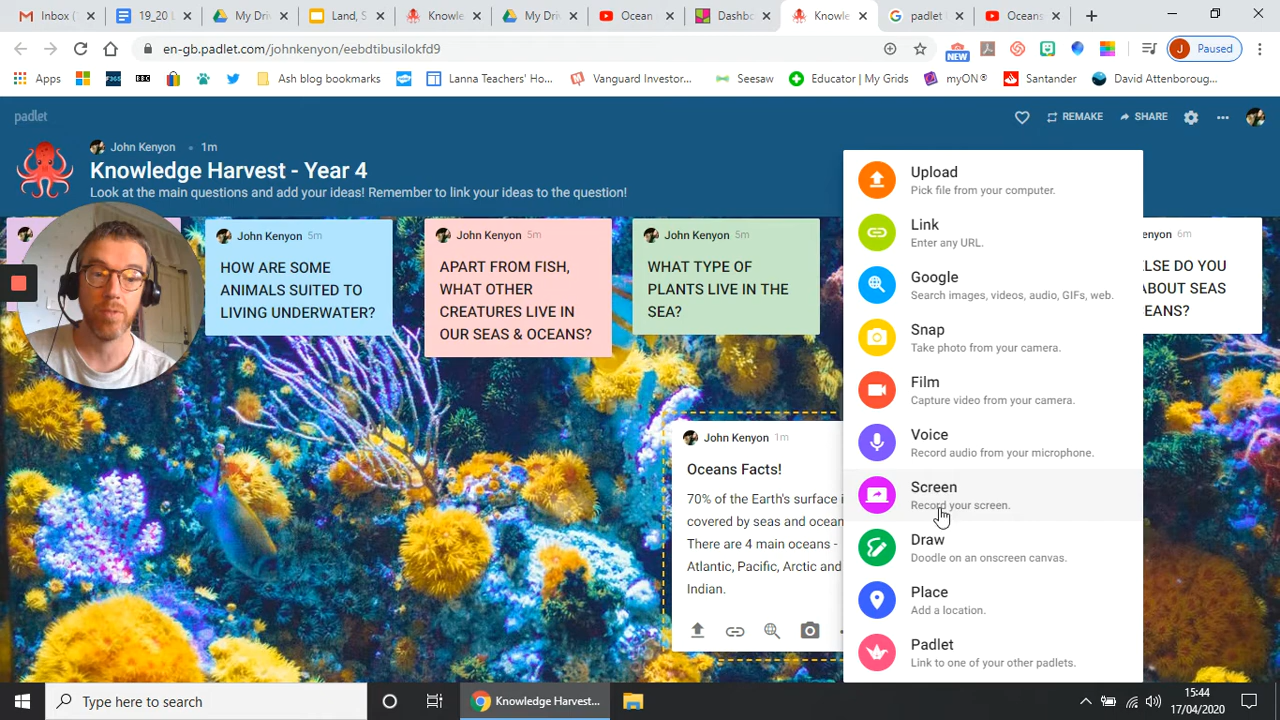 Inbox (
19_20 L
My Dri
Land, S
Knowle
My Driv
Ocean
Dashbo
Knowle
padlet
Oceans
en-gb.padlet.com/johnkenyon/eebdtibusilokfd9
NEW
J Paused
Apps
BBC
Ash blog bookmarks
Lanna Teachers' Ho...
Vanguard Investor...
Seesaw
Educator | My Grids
myON®
Santander
David Attenboroug...
padlet
REMAKE
SHARE
John Kenyon • 1m
Knowledge Harvest - Year 4
Look at the main questions and add your ideas! Remember to link your ideas to the question!
John Kenyon 5m
HOW ARE SOME
ANIMALS SUITED TO
LIVING UNDERWATER?
John Kenyon 5m
APART FROM FISH,
WHAT OTHER
CREATURES LIVE IN
OUR SEAS & OCEANS?
John Kenyon 5m
WHAT TYPE OF
PLANTS LIVE IN THE
SEA?
enyon 6m
ELSE DO YOU
ABOUT SEAS
EANS?
John Kenyon 1m
Oceans Facts!
70% of the Earth's surface i
covered by seas and ocean
There are 4 main oceans -
Atlantic, Pacific, Arctic and
Indian.
Upload
Pick file from your computer.
Link
Enter any URL.
Google
Search images, videos, audio, GIFs, web.
Snap
Take photo from your camera.
Film
Capture video from your camera.
Voice
Record audio from your microphone.
Screen
Record your screen.
Draw
Doodle on an onscreen canvas.
Place
Add a location.
Padlet
Link to one of your other padlets.
Type here to search
Knowledge Harvest...
15:44
17/04/2020